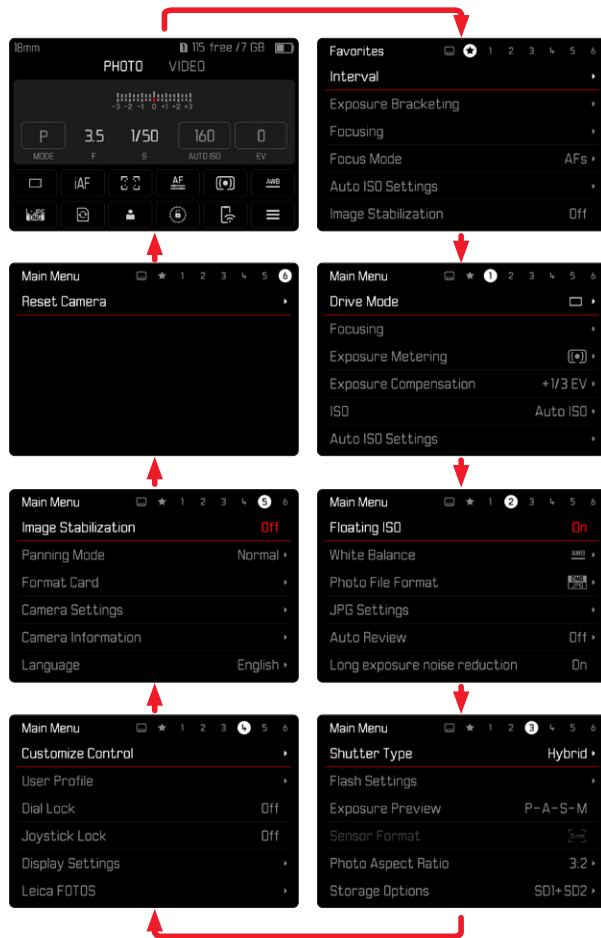 18mm 115 free / 7 GB
PHOTO VIDEO
-3 -2 -1 0 +1 +2 +3
P 3.5 1/50 160 0
MODE F S AUTO ISO EV
iAF AF AWB
JPG
DNG
Favorites 1 2 3 4 5 6
Interval
Exposure Bracketing
Focusing
Focus Mode AFs
Auto ISO Settings
Image Stabilization Off
Main Menu 1 2 3 4 5 6
Drive Mode
Focusing
Exposure Metering
Exposure Compensation +1/3 EV
ISO Auto ISO
Auto ISO Settings
Main Menu 1 2 3 4 5 6
Floating ISO On
White Balance AWB
Photo File Format DNG JPG
JPG Settings
Auto Review Off
Long exposure noise reduction On
Main Menu 1 2 3 4 5 6
Shutter Type Hybrid
Flash Settings
Exposure Preview P-A-S-M
Sensor Format
Photo Aspect Ratio 3:2
Storage Options SD1+SD2
Main Menu 1 2 3 4 5 6
Customize Control
User Profile
Dial Lock Off
Joystick Lock Off
Display Settings
Leica FOTOS
Main Menu 1 2 3 4 5 6
Image Stabilization Off
Panning Mode Normal
Format Card
Camera Settings
Camera Information
Language English
Main Menu 1 2 3 4 5 6
Reset Camera